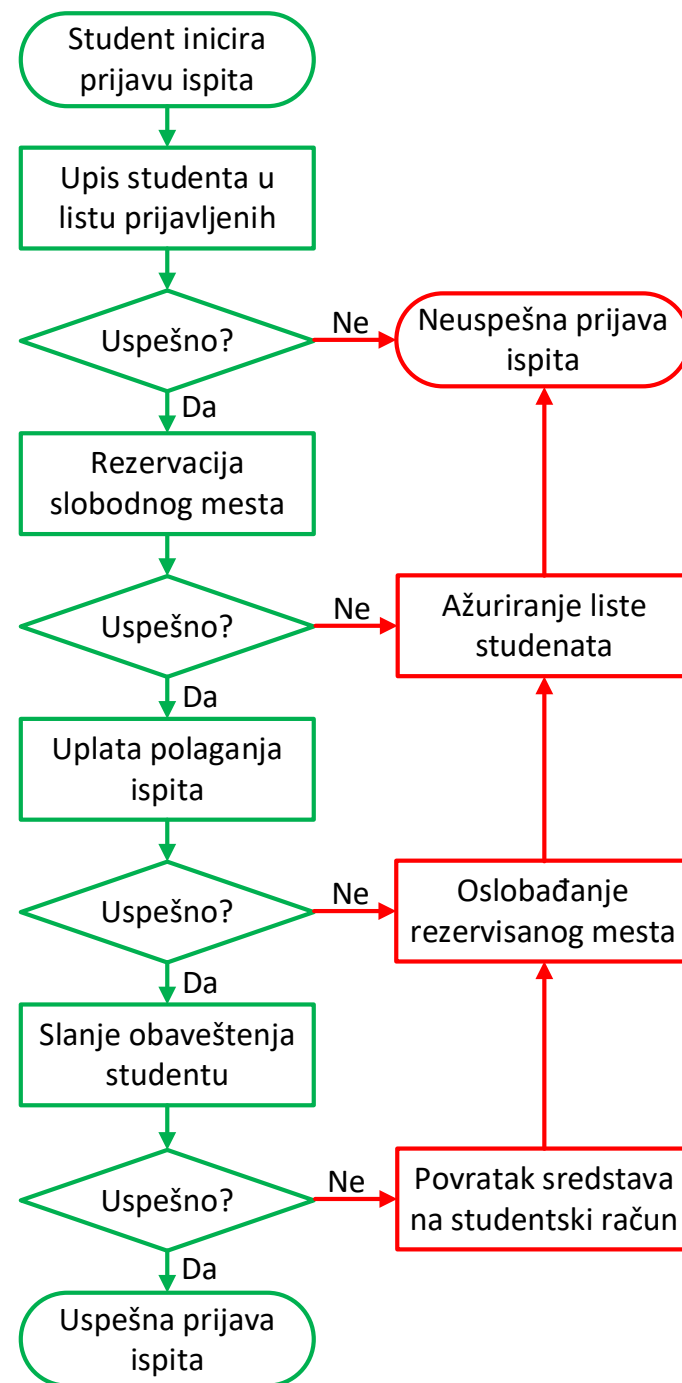 Student inicira
prijavu ispita
Upis studenta u
listu prijavljenih
Uspešno?
Ne
Neuspešna prijava
ispita
Da
Rezervacija
slobodnog mesta
Uspešno?
Ne
Ažuriranje liste
studenata
Da
Uplata polaganja
ispita
Uspešno?
Ne
Oslobađanje
rezervisanog mesta
Da
Slanje obaveštenja
studentu
Uspešno?
Ne
Povratak sredstava
na studentski račun
Da
Uspešna prijava
ispita